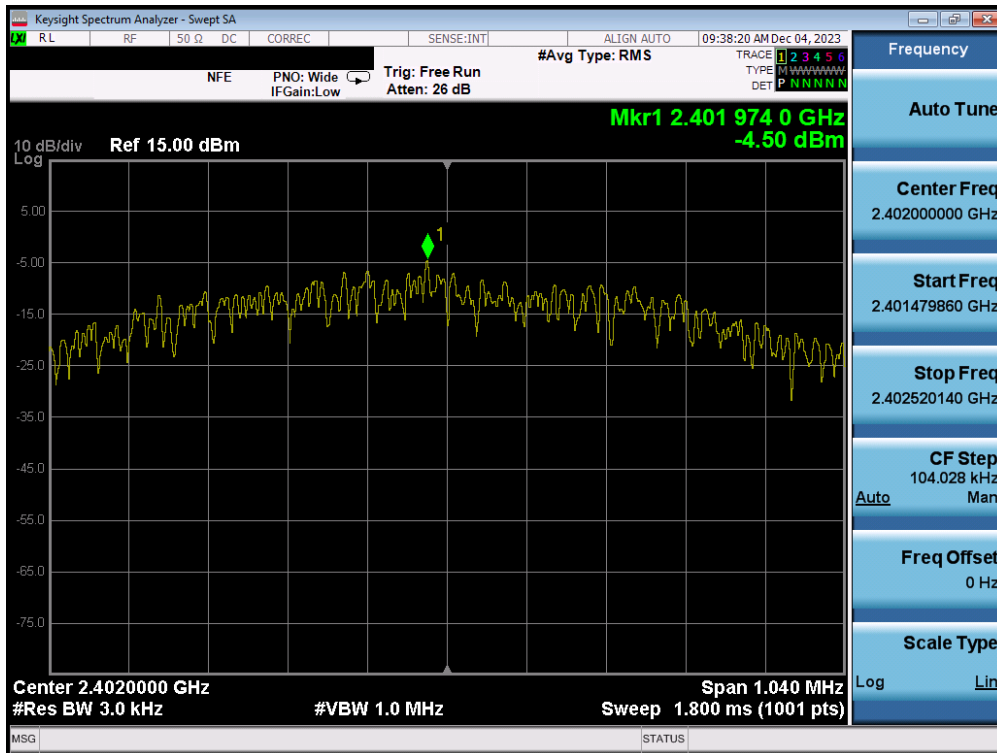 Keysight Spectrum Analyzer - Swept SA
LXI RL RF 50 Ω DC CORREC SENSE:INT ALIGN AUTO 09:38:20 AM Dec 04, 2023
Frequency
#Avg Type: RMS TRACE 1 2 3 4 5 6
NFE PNO: Wide Trig: Free Run TYPE M WWWWW
IFGain:Low Atten: 26 dB DET P N N N N N
Auto Tune
Mkr1 2.401 974 0 GHz
-4.50 dBm
10 dB/div Ref 15.00 dBm
Log
1
5.00
-5.00
-15.0
-25.0
-35.0
-45.0
-55.0
-65.0
-75.0
Center Freq
2.402000000 GHz
Start Freq
2.401479860 GHz
Stop Freq
2.402520140 GHz
CF Step
104.028 kHz
Auto Man
Freq Offset
0 Hz
Scale Type
Log Lin
Center 2.4020000 GHz Span 1.040 MHz
#Res BW 3.0 kHz #VBW 1.0 MHz Sweep 1.800 ms (1001 pts)
MSG STATUS